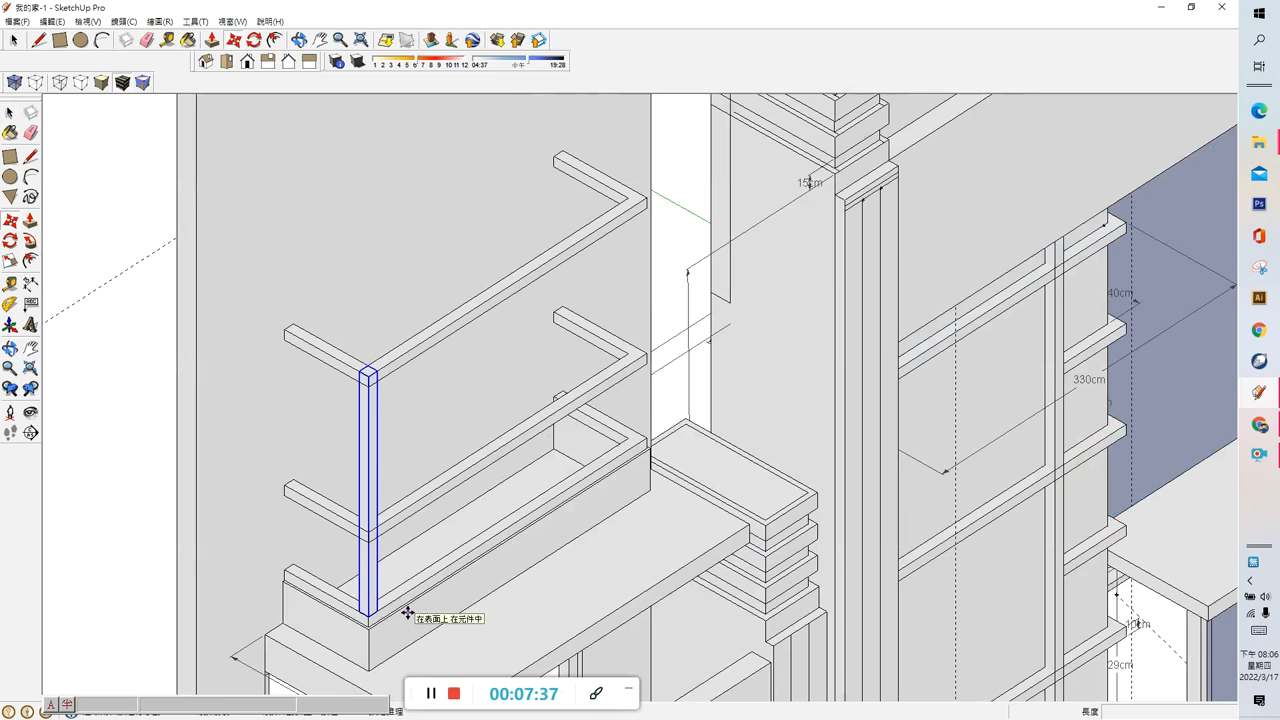 我的家-1 - SketchUp Pro
檔案(F) 編輯(E) 檢視(V) 鏡頭(C) 繪圖(R) 工具(T) 視窗(W) 說明(H)
1 2 3 4 5 6 7 8 9 10 11 12 04:37 中午 19:28
15cm
40cm
330cm
在表面上 在元件中
29cm
00:07:37
長度
下午 08:06
星期四
2022/3/17